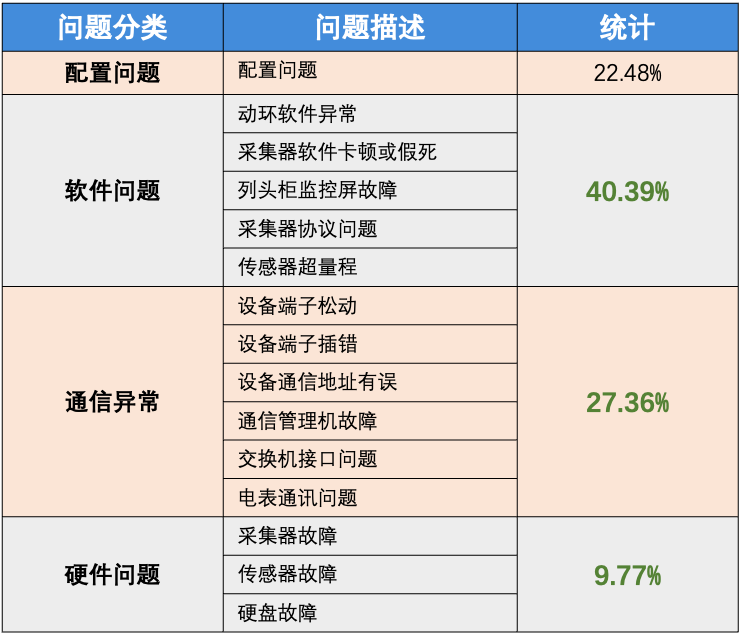 问题分类 问题描述 统计
配置问题 配置问题 22.48%
动环软件异常
采集器软件卡顿或假死
软件问题 列头柜监控屏故障 40.39%
采集器协议问题
传感器超量程
设备端子松动
设备端子插错
设备通信地址有误
通信异常 通信管理机故障 27.36%
交换机接口问题
电表通讯问题
采集器故障
硬件问题 传感器故障 9.77%
硬盘故障